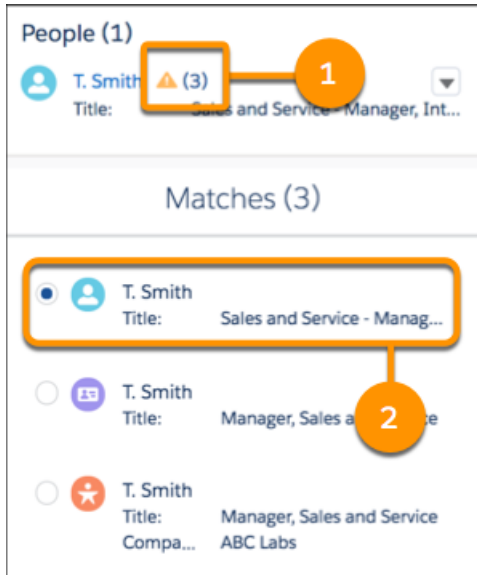 People (1)
T. Smith (3)
1
Title: Sales and Service - Manager, Int...
Matches (3)
T. Smith
Title: Sales and Service - Manag...
T. Smith
Title: Manager, Sales
2
T. Smith
Title: Manager, Sales and Service
Compa... ABC Labs